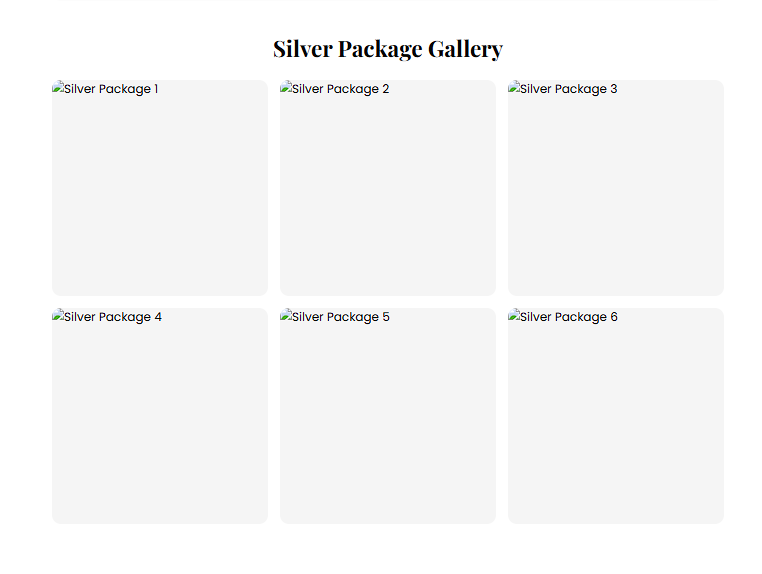 Silver Package Gallery
Silver Package 1
Silver Package 2
Silver Package 3
Silver Package 4
Silver Package 5
Silver Package 6